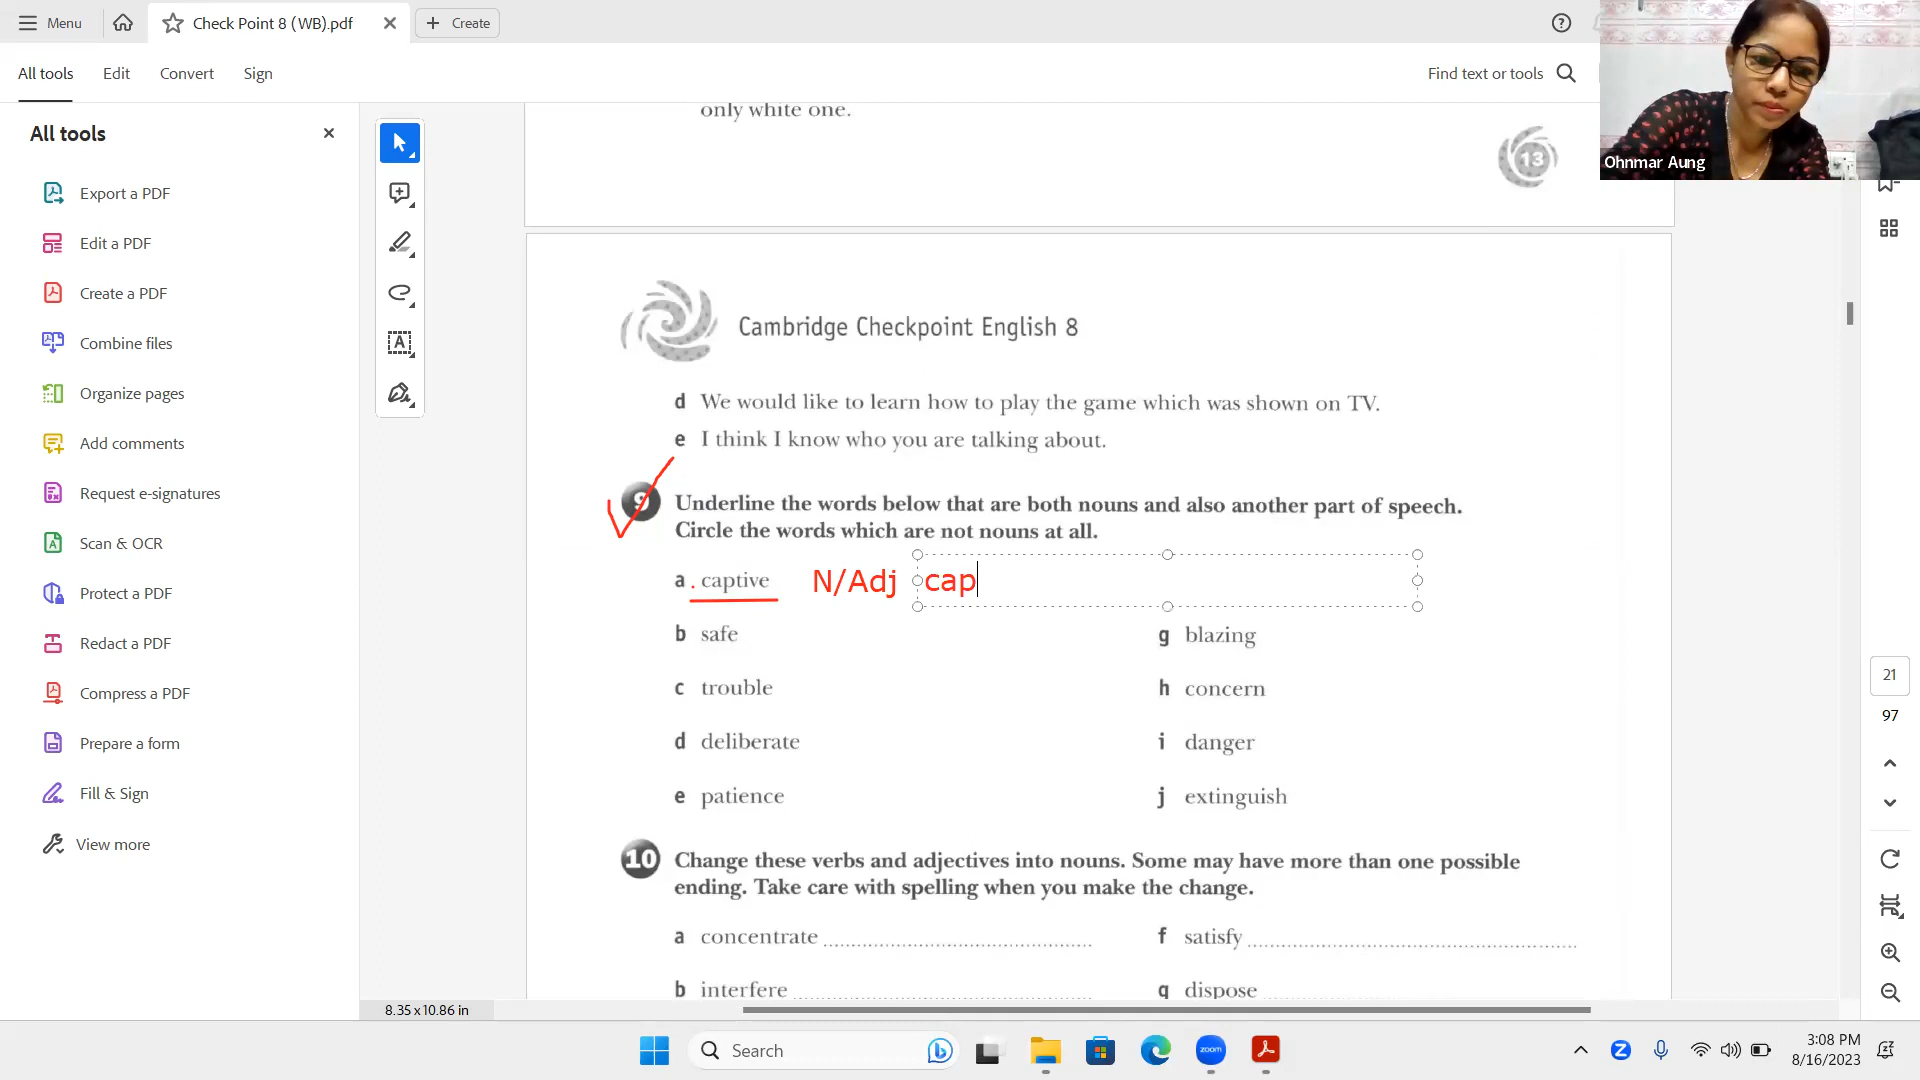 Menu
Check Point 8 (WB).pdf
Create
All tools
Edit
Convert
Sign
Find text or tools
Ohnmar Aung
All tools
Export a PDF
Edit a PDF
Create a PDF
Combine files
Organize pages
Add comments
Request e-signatures
Scan & OCR
Protect a PDF
Redact a PDF
Compress a PDF
Prepare a form
Fill & Sign
View more
only white one.
13
Cambridge Checkpoint English 8
d We would like to learn how to play the game which was shown on TV.
e I think I know who you are talking about.
9 Underline the words below that are both nouns and also another part of speech.
Circle the words which are not nouns at all.
a . captive N/Adj cap
b safe g blazing
c trouble h concern
d deliberate i danger
e patience j extinguish
10 Change these verbs and adjectives into nouns. Some may have more than one possible
ending. Take care with spelling when you make the change.
a concentrate f satisfy
b interfere g dispose
21
97
8.35 x 10.86 in
Search
zoom
3:08 PM
8/16/2023